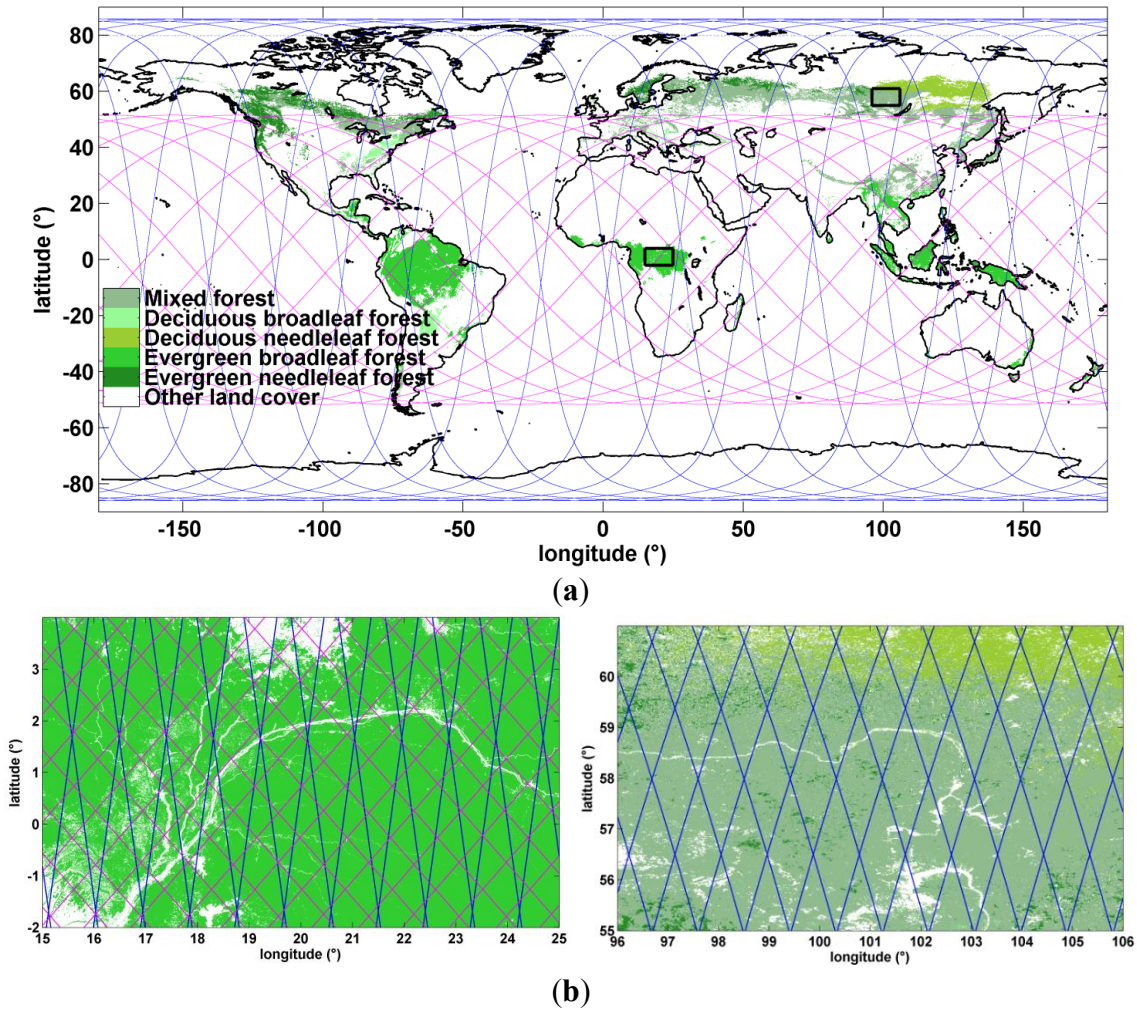 80
60
40
20
0
-20
-40
-60
-80
latitude (°)
Mixed forest
Deciduous broadleaf forest
Deciduous needleleaf forest
Evergreen broadleaf forest
Evergreen needleleaf forest
Other land cover
-150 -100 -50 0 50 100 150
longitude (°)
(a)
3
2
1
0
-1
-2
latitude (°)
15 16 17 18 19 20 21 22 23 24 25
longitude (°)
60
59
58
57
56
55
latitude (°)
96 97 98 99 100 101 102 103 104 105 106
longitude (°)
(b)